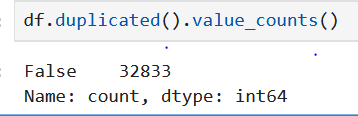 df.duplicated().value_counts()
False    32833
Name: count, dtype: int64